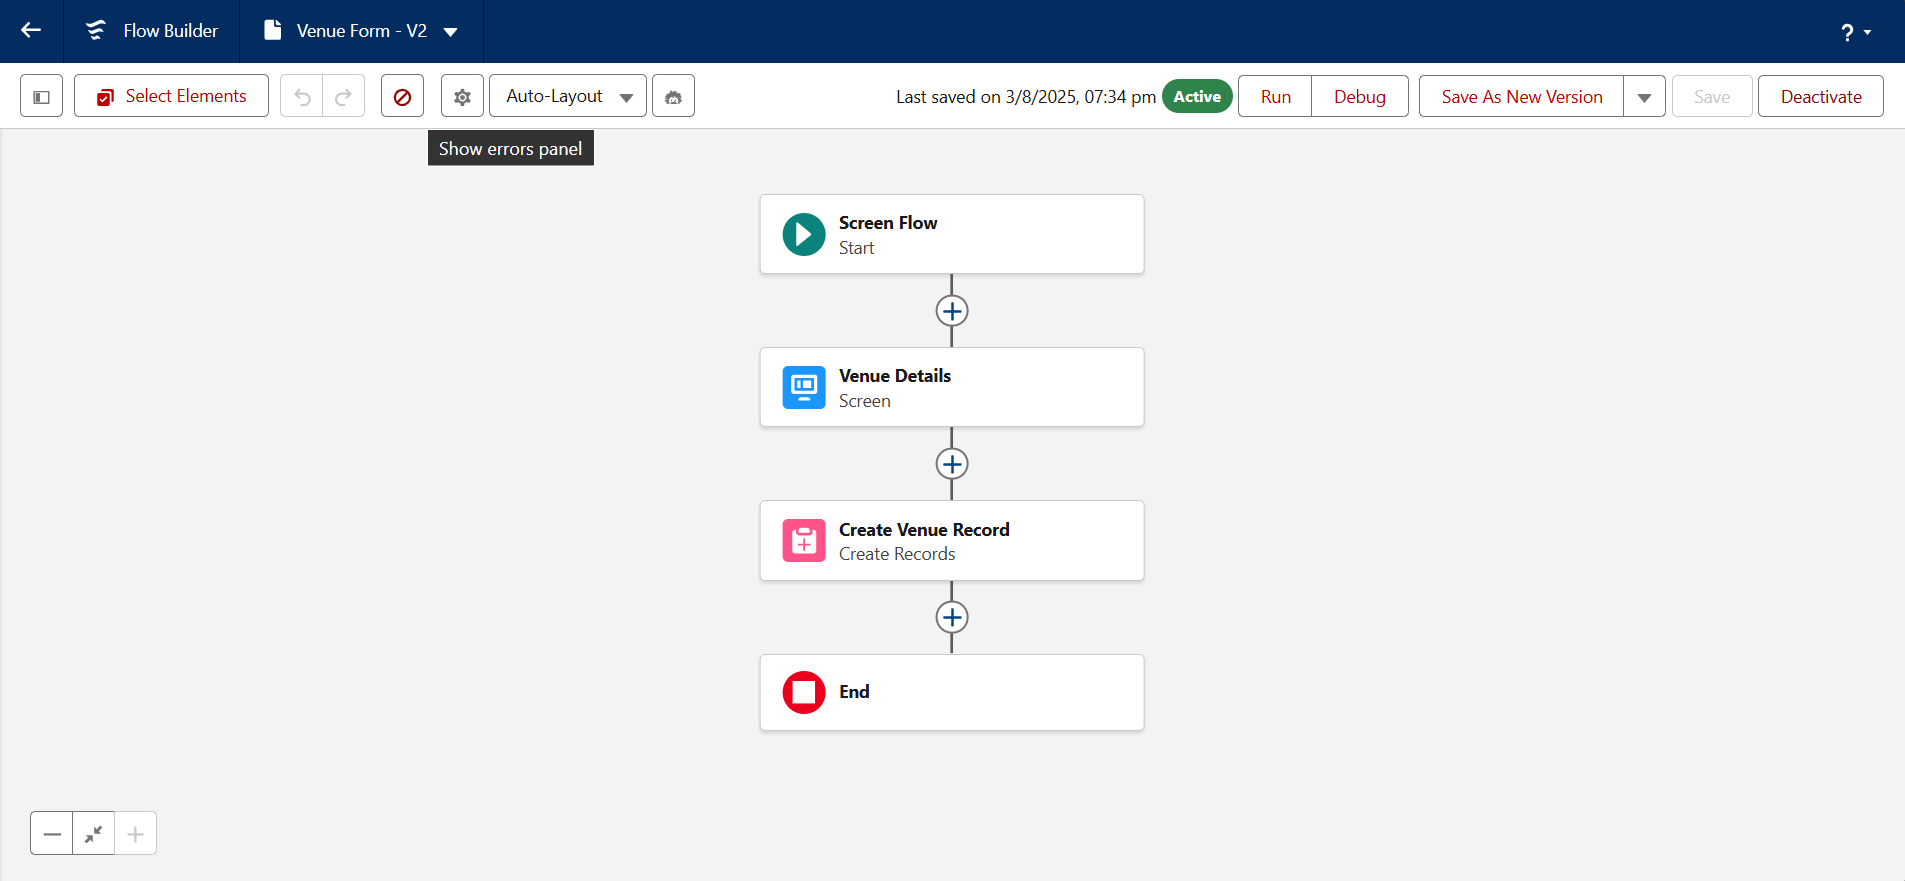 Flow Builder
Venue Form - V2
?
Select Elements
Auto-Layout
Last saved on 3/8/2025, 07:34 pm
Active
Run
Debug
Save As New Version
Save
Deactivate
Show errors panel
Screen Flow
Start
Venue Details
Screen
Create Venue Record
Create Records
End